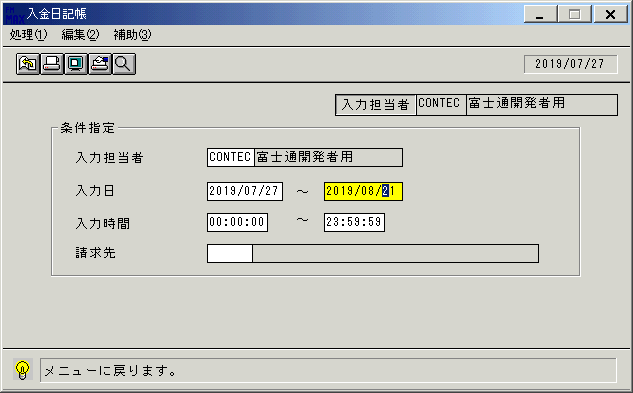 入金日記帳
処理(1) 編集(2) 補助(3)
2019/07/27
入力担当者 CONTEC 富士通開発者用
条件指定
入力担当者 CONTEC 富士通開発者用
入力日 2019/07/27 ～ 2019/08/21
入力時間 00:00:00 ～ 23:59:59
請求先
メニューに戻ります。